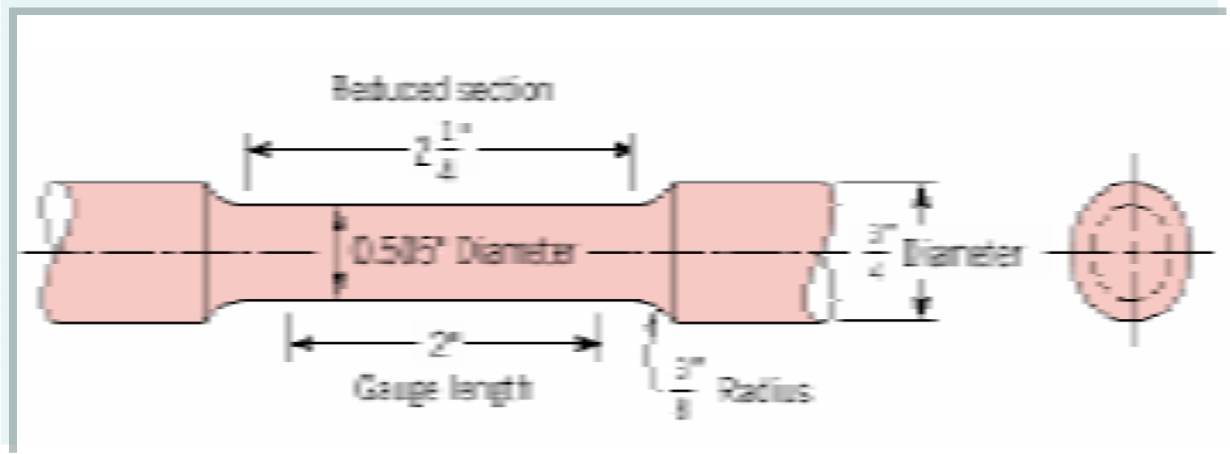 Reduced section
2 1/4"
0.505" Diameter
3/4" Diameter
2"
Gauge length
3/8" Radius